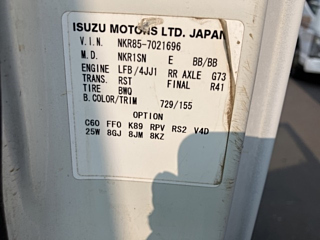 ISUZU MOTORS LTD. JAPAN
V.I.N. NKR85-7021696
M.D. NKR1SN E BB/BB
ENGINE LFB/4JJ1 RR AXLE G73
TRANS. RST FINAL R41
TIRE BWQ
B.COLOR/TRIM 729/155
OPTION
C60 FF0 K89 RPV RS2 V4D
25W 8GJ 8JM 8KZ